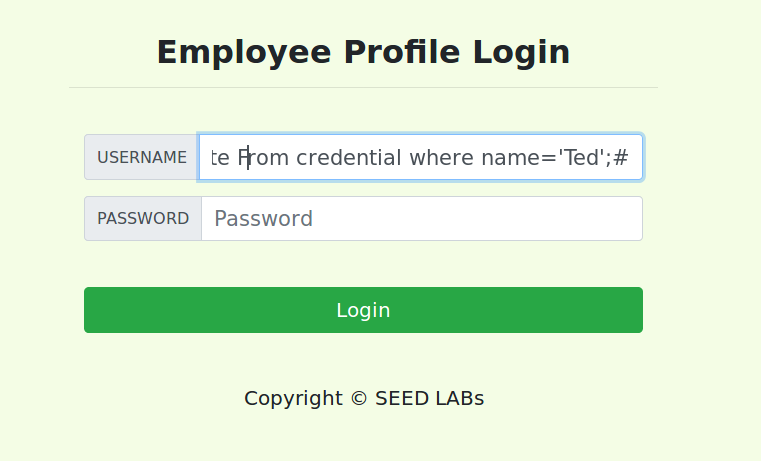 Employee Profile Login
USERNAME
te From credential where name='Ted';#
PASSWORD
Password
Login
Copyright © SEED LABs